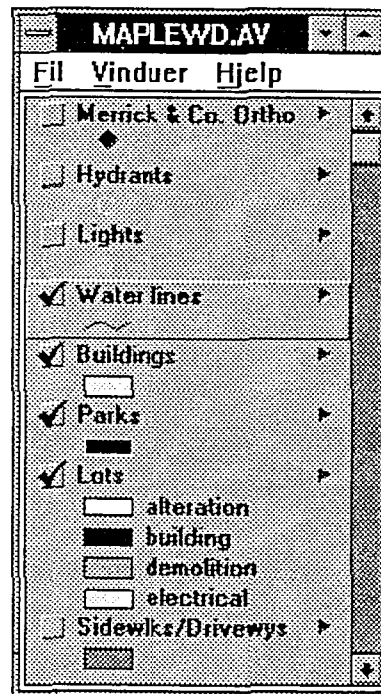 MAPLEWD.AV
Fil Vinduer Hjelp
Merrick & Co. Ortho
Hydrants
Lights
Water lines
Buildings
Parks
Lots
alteration
building
demolition
electrical
Sidewlks/Drivewys